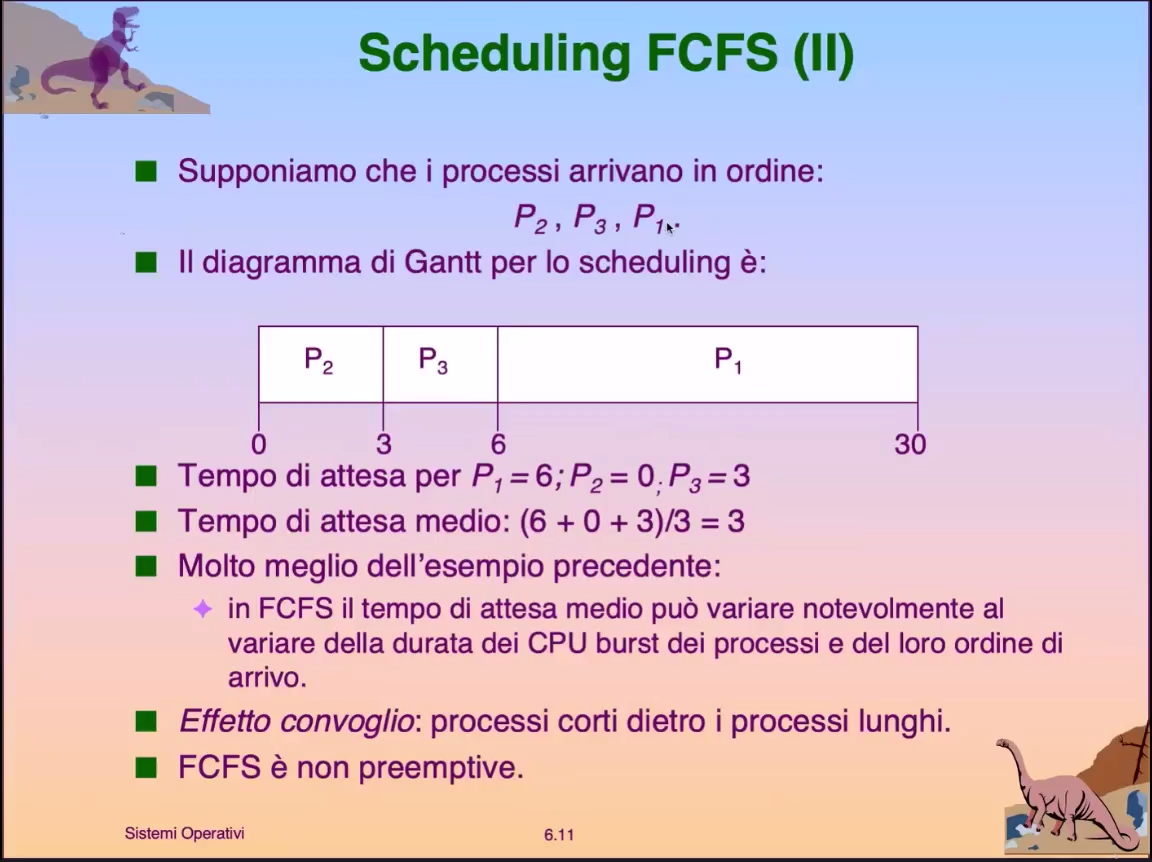 Scheduling FCFS (II)
Supponiamo che i processi arrivano in ordine:
P2 , P3 , P1 .
Il diagramma di Gantt per lo scheduling è:
P2 P3 P1
0 3 6 30
Tempo di attesa per P1 = 6; P2 = 0; P3 = 3
Tempo di attesa medio: (6 + 0 + 3)/3 = 3
Molto meglio dell’esempio precedente:
in FCFS il tempo di attesa medio può variare notevolmente al
variare della durata dei CPU burst dei processi e del loro ordine di
arrivo.
Effetto convoglio: processi corti dietro i processi lunghi.
FCFS è non preemptive.
Sistemi Operativi 6.11